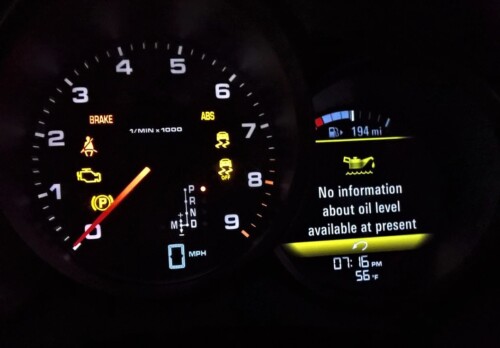 4 5
3 6
BRAKE ABS
1/MIN x 1000
2 7
194 mi
OFF
1 8
P
R
N
M D
(P)
No information
about oil level
available at present
0 9
0 MPH
07:16 PM
56 °F